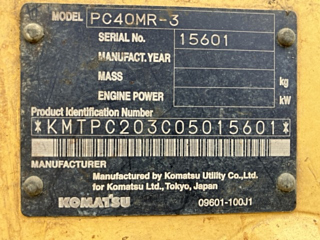 MODEL PC40MR-3
SERIAL No. 15601
MANUFACT. YEAR
MASS kg
ENGINE POWER kW
Product Identification Number
*KMTPC203C05015601*
MANUFACTURER
Manufactured by Komatsu Utility Co., Ltd.
for Komatsu Ltd., Tokyo, Japan
KOMATSU 09601-100J1